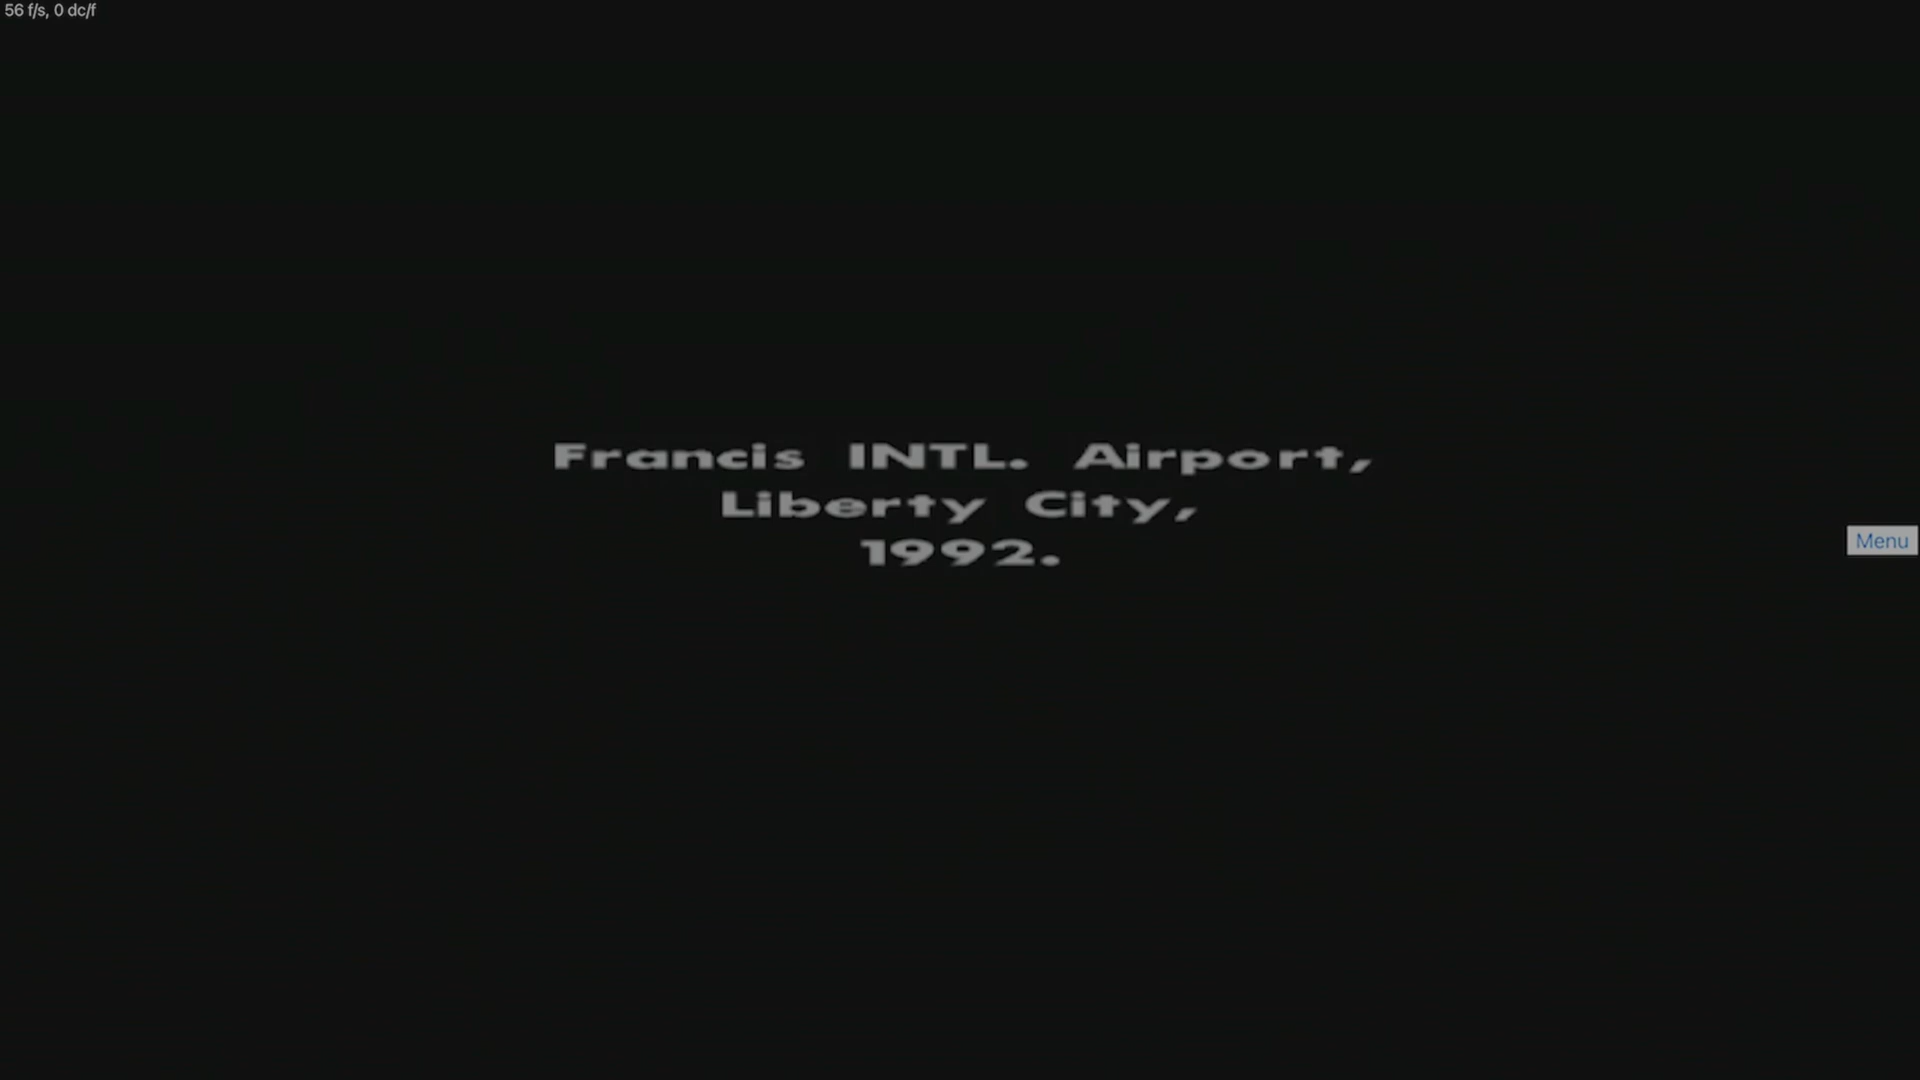 56 f/s, 0 dc/f
Francis INTL. Airport,
Liberty City,
1992.
Menu